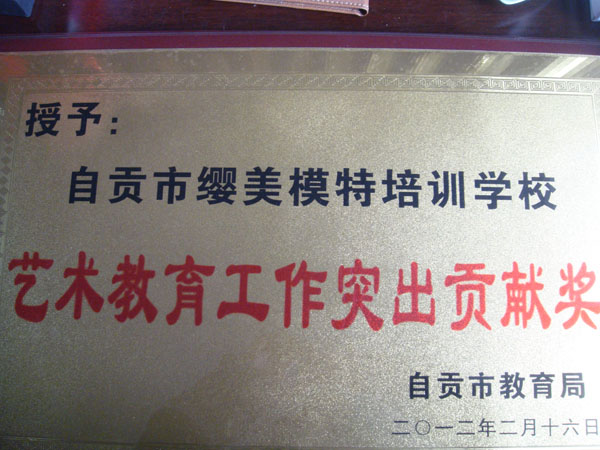 授予：
自贡市缨美模特培训学校
艺术教育工作突出贡献奖
自贡市教育局
二〇一二年二月十六日